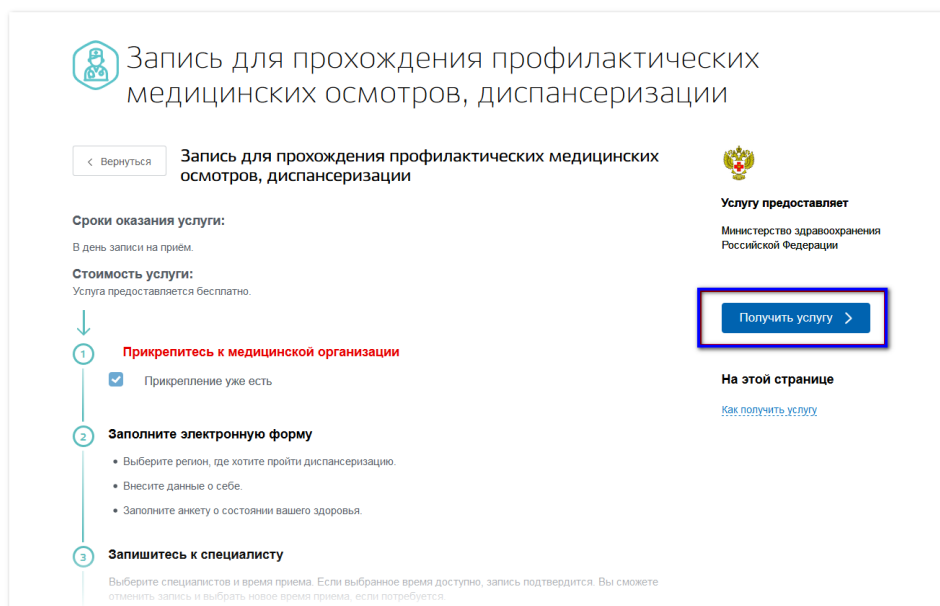 Запись для прохождения профилактических
медицинских осмотров, диспансеризации
Вернуться
Запись для прохождения профилактических медицинских
осмотров, диспансеризации
Сроки оказания услуги:
В день записи на приём.
Стоимость услуги:
Услуга предоставляется бесплатно.
1
Прикрепитесь к медицинской организации
Прикрепление уже есть
2
Заполните электронную форму
• Выберите регион, где хотите пройти диспансеризацию.
• Внесите данные о себе.
• Заполните анкету о состоянии вашего здоровья.
3
Запишитесь к специалисту
Выберите специалистов и время приема. Если выбранное время доступно, запись подтвердится. Вы сможете
отменить запись и выбрать новое время приема, если потребуется.
Услугу предоставляет
Министерство здравоохранения
Российской Федерации
Получить услугу
На этой странице
Как получить услугу